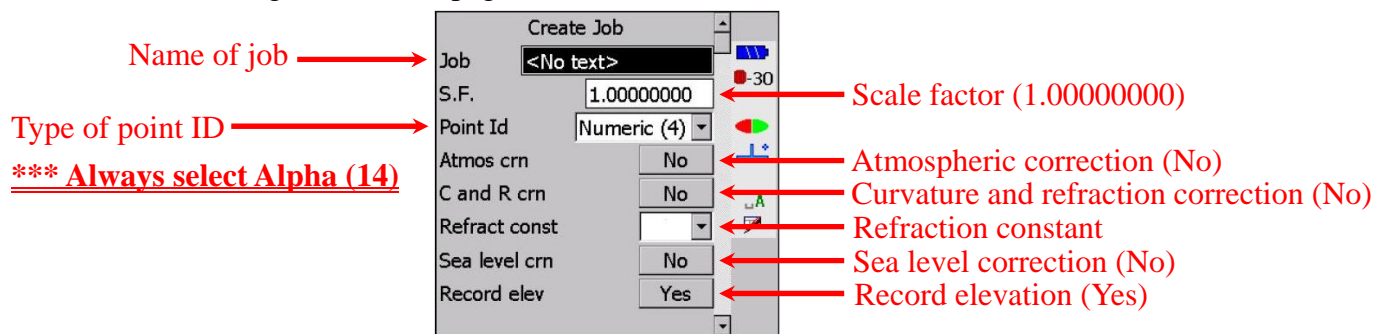 Create Job
Name of job
Job <No text>
-30
S.F. 1.00000000
Scale factor (1.00000000)
Type of point ID
Point Id Numeric (4)
*** Always select Alpha (14)
Atmos crn No
Atmospheric correction (No)
C and R crn No
A
Curvature and refraction correction (No)
Refract const
Refraction constant
Sea level crn No
Sea level correction (No)
Record elev Yes
Record elevation (Yes)